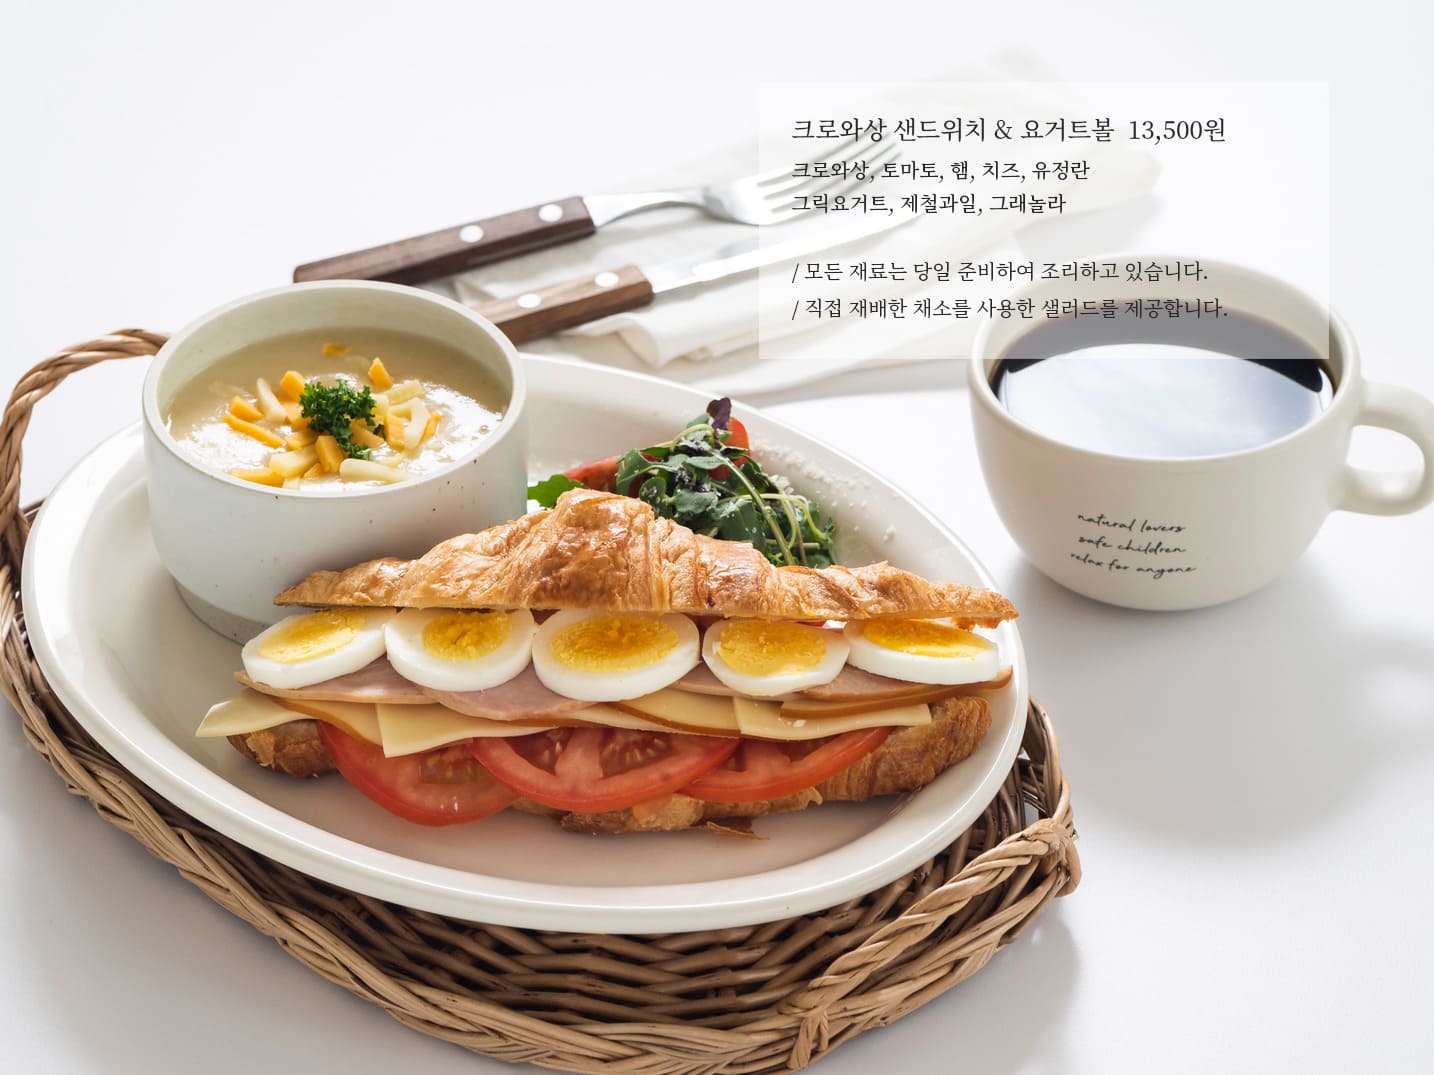 크로와상 샌드위치 & 요거트볼 13,500원
크로와상, 토마토, 햄, 치즈, 유정란
그릭요거트, 제철과일, 그래놀라
/ 모든 재료는 당일 준비하여 조리하고 있습니다.
/ 직접 재배한 채소를 사용한 샐러드를 제공합니다.
natural lovers
safe children
relax for anyone